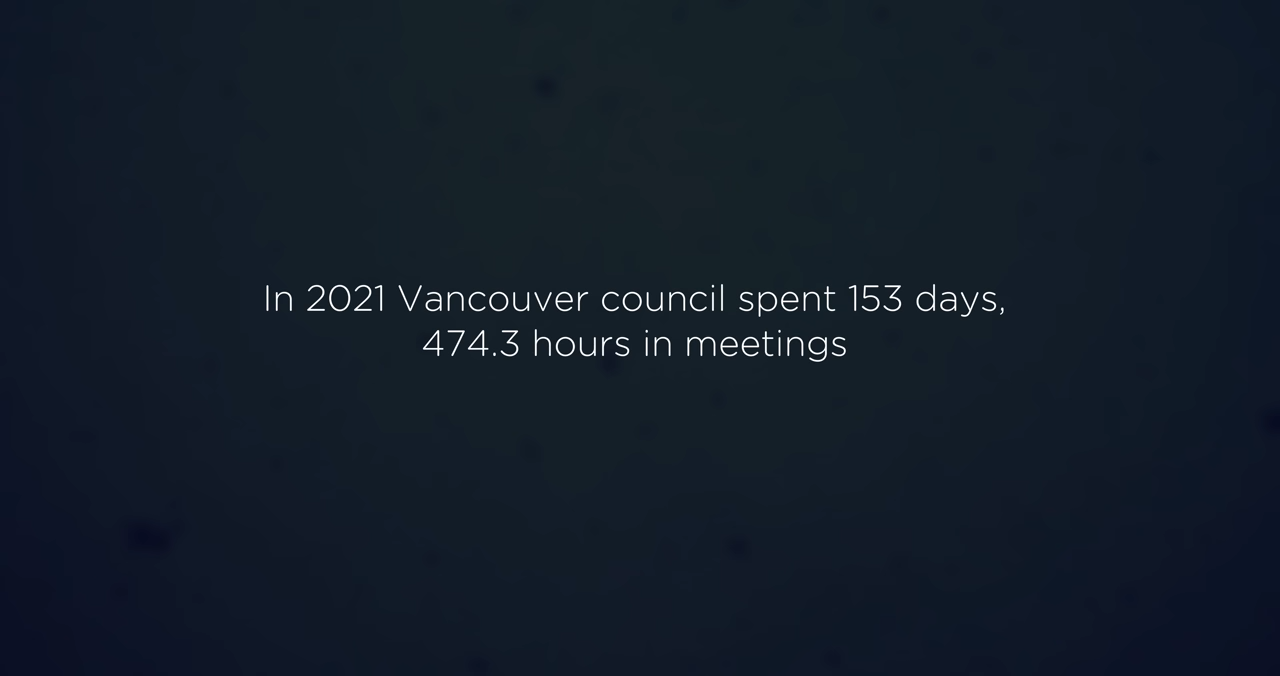 In 2021 Vancouver council spent 153 days,
474.3 hours in meetings